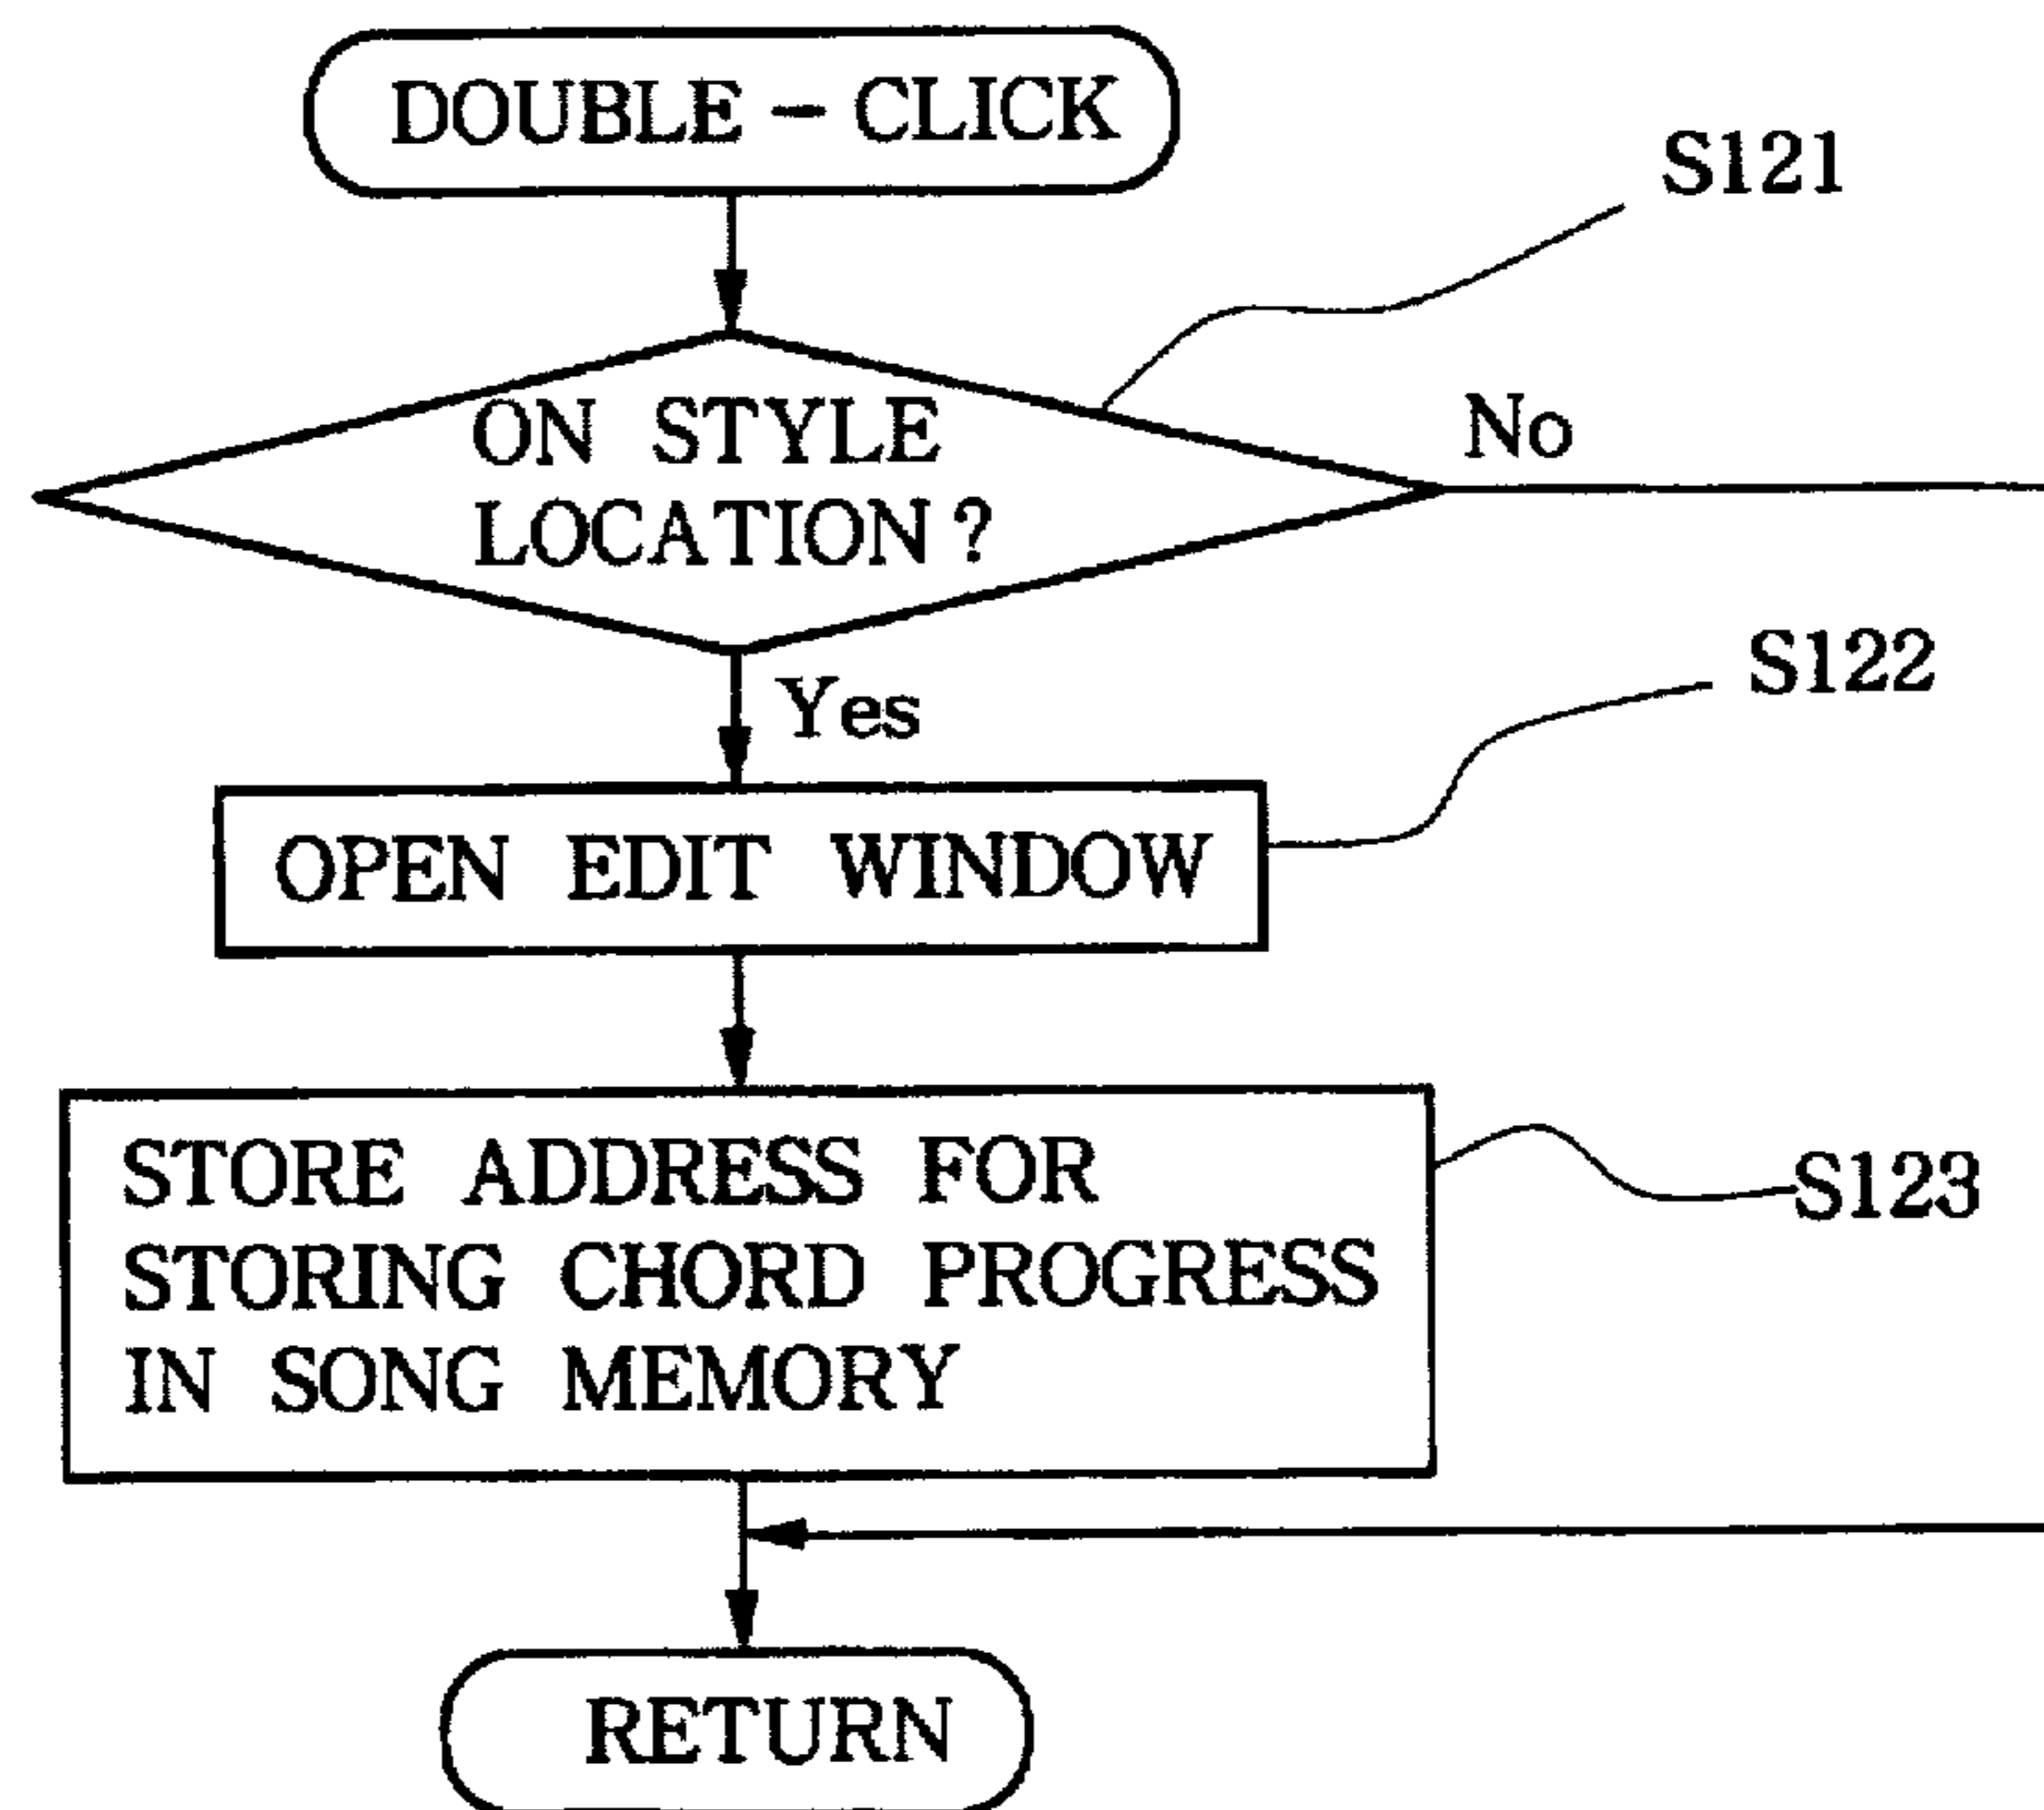 DOUBLE - CLICK
S121
ON STYLE
LOCATION?
No
Yes
S122
OPEN EDIT WINDOW
STORE ADDRESS FOR
STORING CHORD PROGRESS
IN SONG MEMORY
S123
RETURN